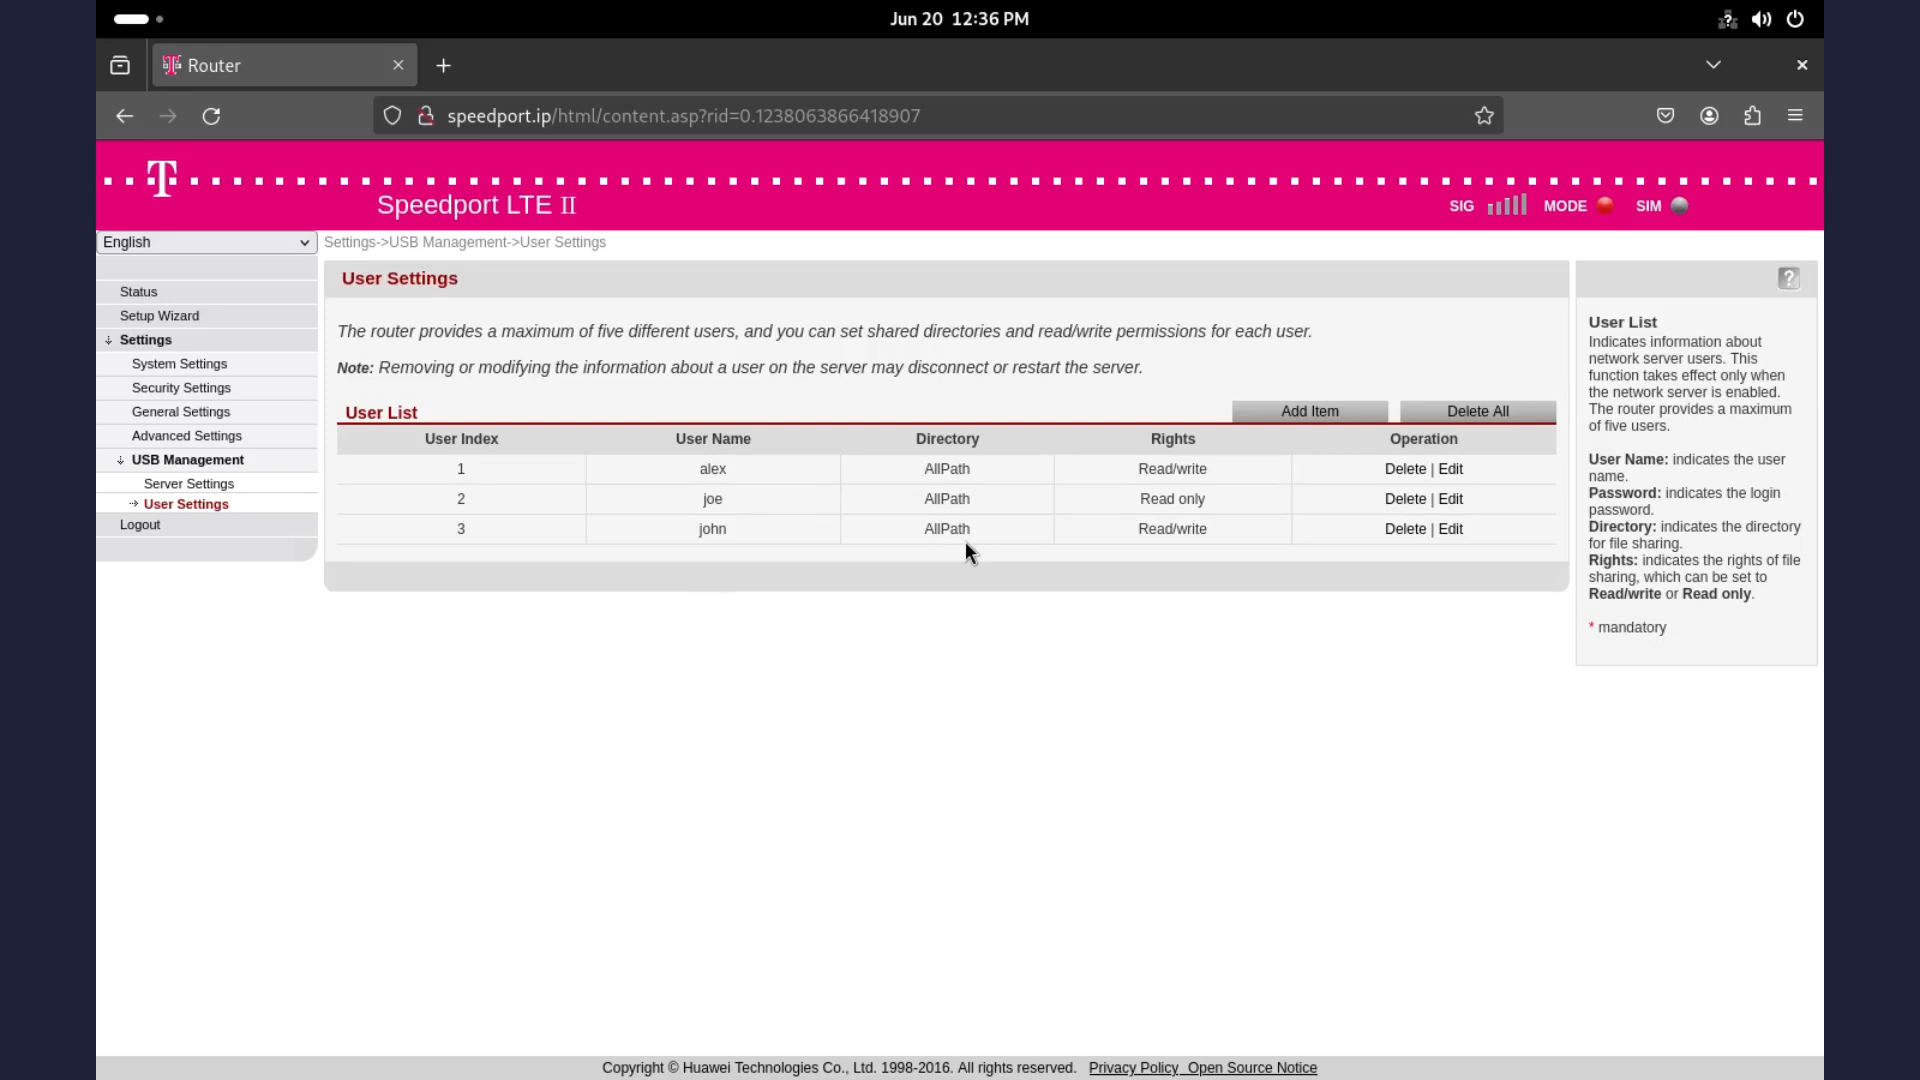 Jun 20 12:36 PM
Router
speedport.ip/html/content.asp?rid=0.1238063866418907
T
Speedport LTE II
SIG MODE SIM
English
Settings->USB Management->User Settings
Status
Setup Wizard
Settings
System Settings
Security Settings
General Settings
Advanced Settings
USB Management
Server Settings
User Settings
Logout
User Settings
The router provides a maximum of five different users, and you can set shared directories and read/write permissions for each user.
Note: Removing or modifying the information about a user on the server may disconnect or restart the server.
User List Add Item Delete All
User Index User Name Directory Rights Operation
1 alex AllPath Read/write Delete | Edit
2 joe AllPath Read only Delete | Edit
3 john AllPath Read/write Delete | Edit
?
User List
Indicates information about
network server users. This
function takes effect only when
the network server is enabled.
The router provides a maximum
of five users.
User Name: indicates the user
name.
Password: indicates the login
password.
Directory: indicates the directory
for file sharing.
Rights: indicates the rights of file
sharing, which can be set to
Read/write or Read only.
* mandatory
Copyright © Huawei Technologies Co., Ltd. 1998-2016. All rights reserved. Privacy Policy Open Source Notice